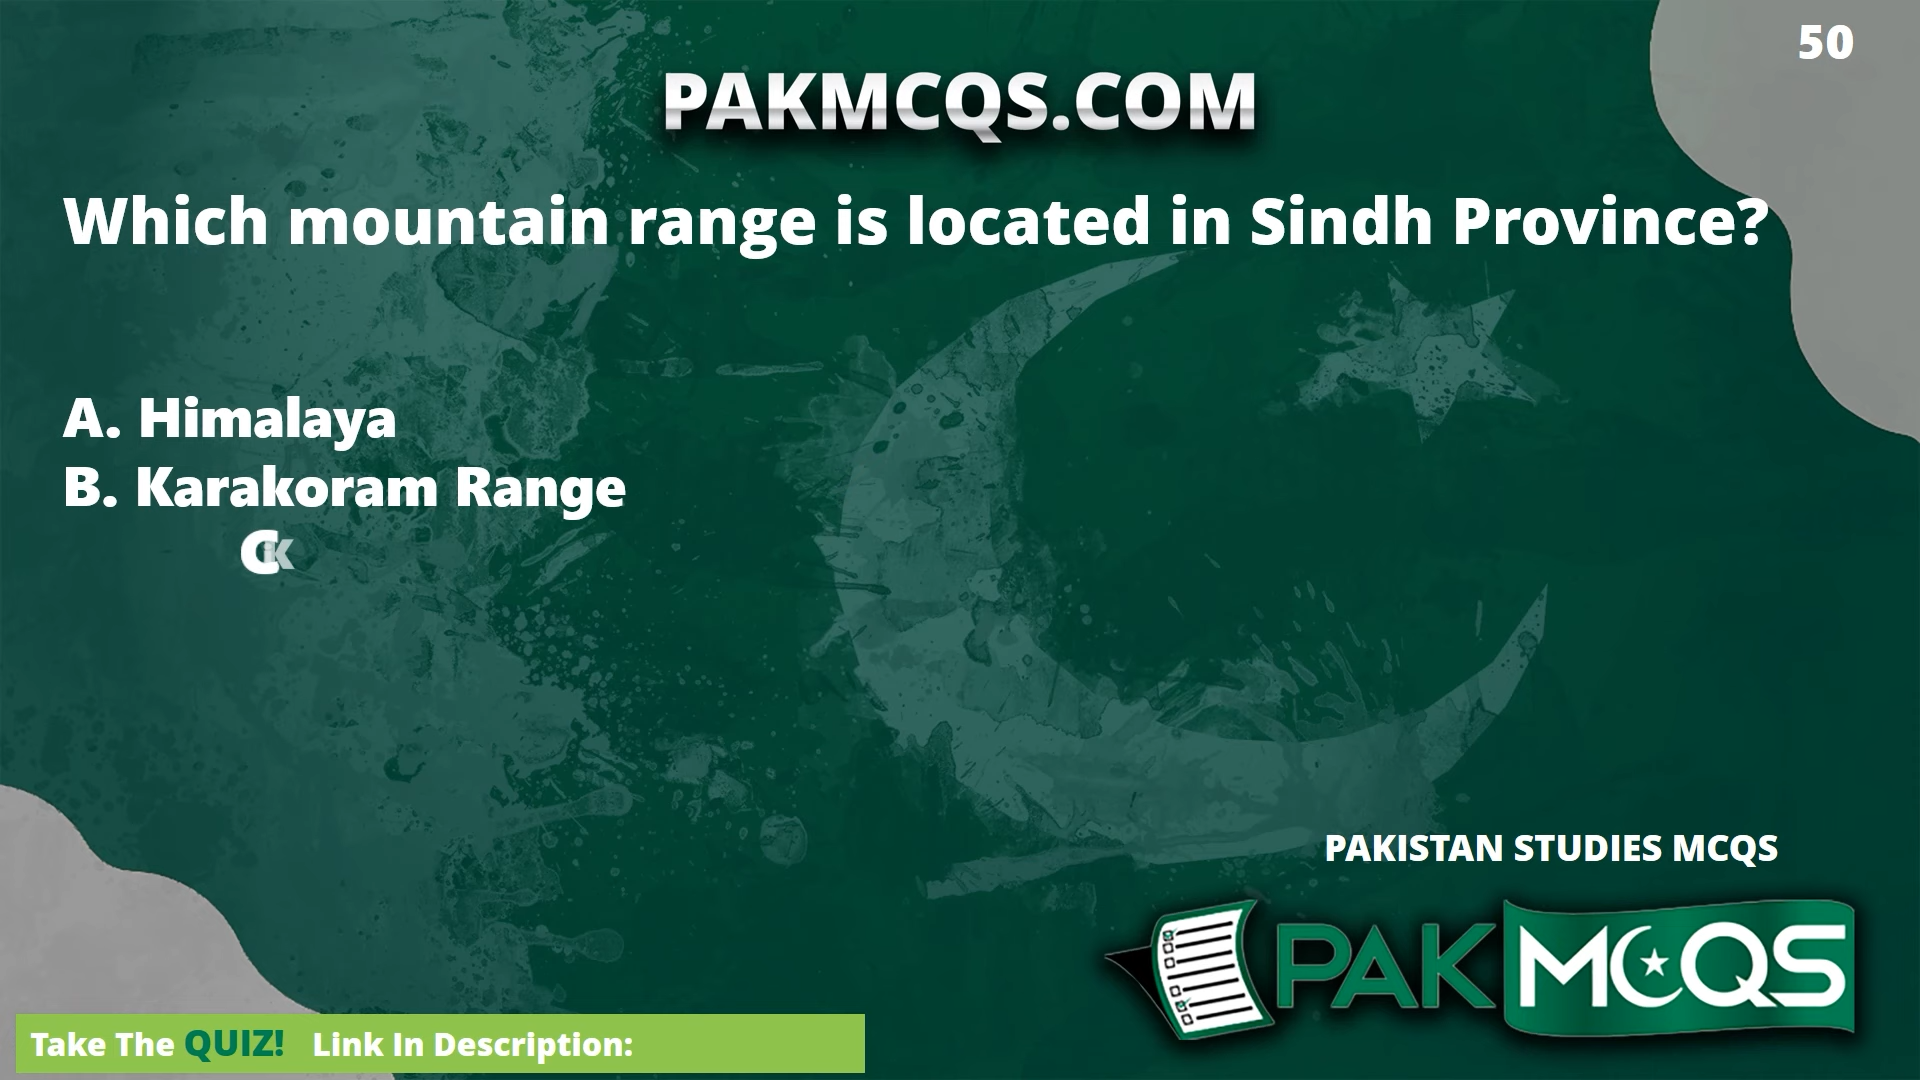 50
PAKMCQS.COM
Which mountain range is located in Sindh Province?
A. Himalaya
B. Karakoram Range
C
PAKISTAN STUDIES MCQS
PAKMCQS
Take The QUIZ! Link In Description: